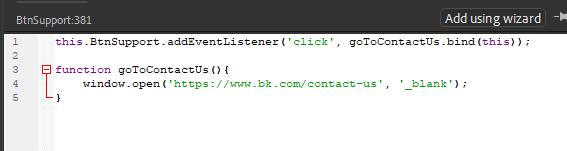 BtnSupport:381
Add using wizard
1 this.BtnSupport.addEventListener('click', goToContactUs.bind(this));
2
3 function goToContactUs(){
4 window.open('https://www.bk.com/contact-us', '_blank');
5 }